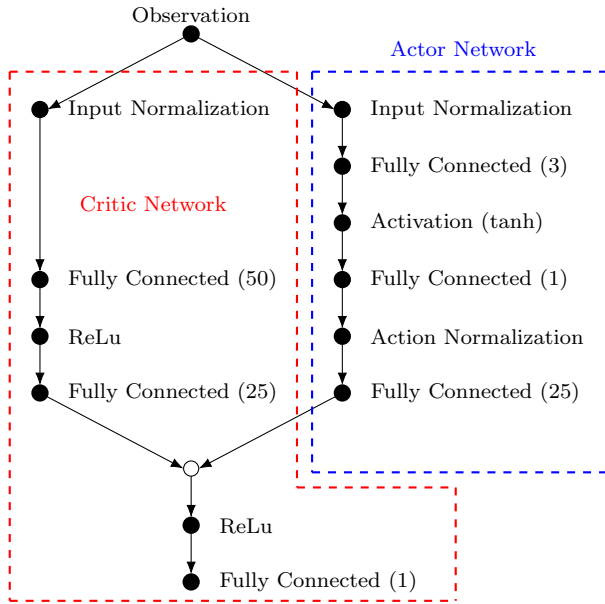 Observation
Actor Network
Input Normalization
Input Normalization
Fully Connected (3)
Critic Network
Activation (tanh)
Fully Connected (50)
Fully Connected (1)
ReLu
Action Normalization
Fully Connected (25)
Fully Connected (25)
ReLu
Fully Connected (1)